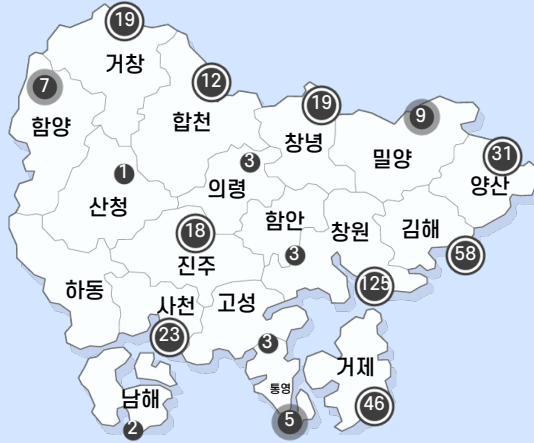 19
거창
12
합천
7
함양
19
창녕
9
밀양
31
양산
1
산청
3
의령
18
진주
함안
3
창원
125
김해
58
하동
사천
23
고성
3
통영
5
거제
46
남해
2